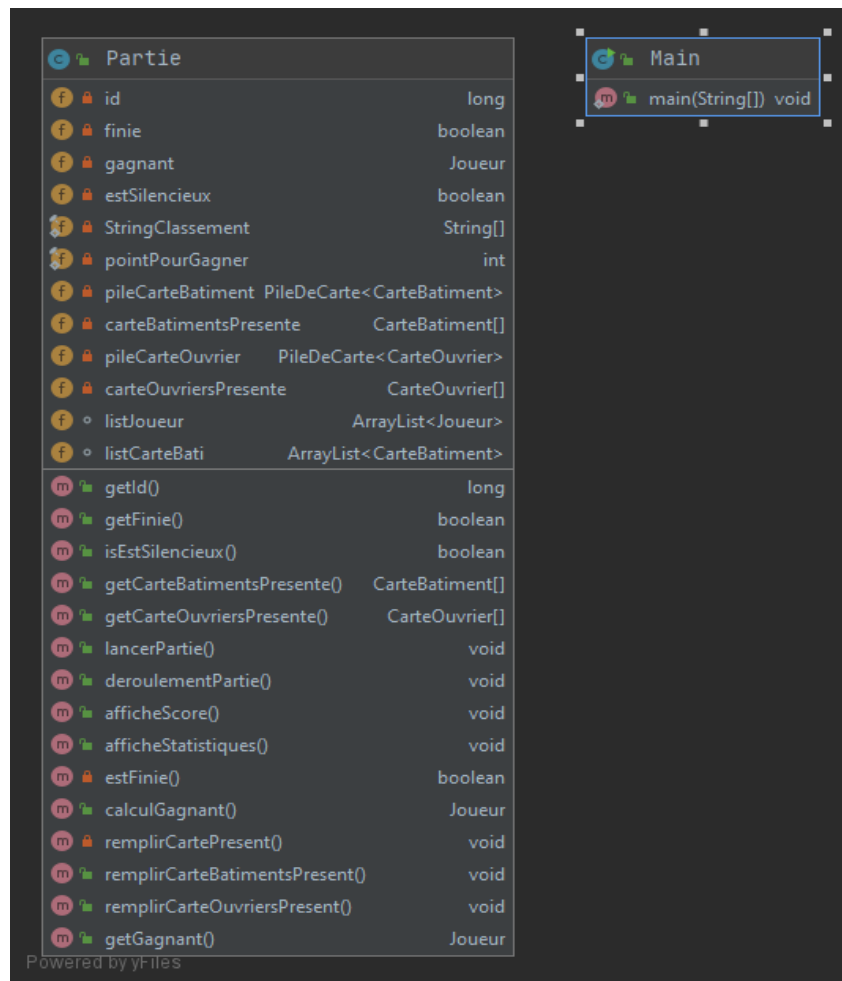 Partie
id long
finie boolean
gagnant Joueur
estSilencieux boolean
StringClassement String[]
pointPourGagner int
pileCarteBatiment PileDeCarte<CarteBatiment>
carteBatimentsPresente CarteBatiment[]
pileCarteOuvrier PileDeCarte<CarteOuvrier>
carteOuvriersPresente CarteOuvrier[]
listJoueur ArrayList<Joueur>
listCarteBati ArrayList<CarteBatiment>
getId() long
getFinie() boolean
isEstSilencieux() boolean
getCarteBatimentsPresente() CarteBatiment[]
getCarteOuvriersPresente() CarteOuvrier[]
lancerPartie() void
deroulementPartie() void
afficheScore() void
afficheStatistiques() void
estFinie() boolean
calculGagnant() Joueur
remplirCartePresent() void
remplirCarteBatimentsPresent() void
remplirCarteOuvriersPresent() void
getGagnant() Joueur
Powered by yFiles
Main
main(String[]) void